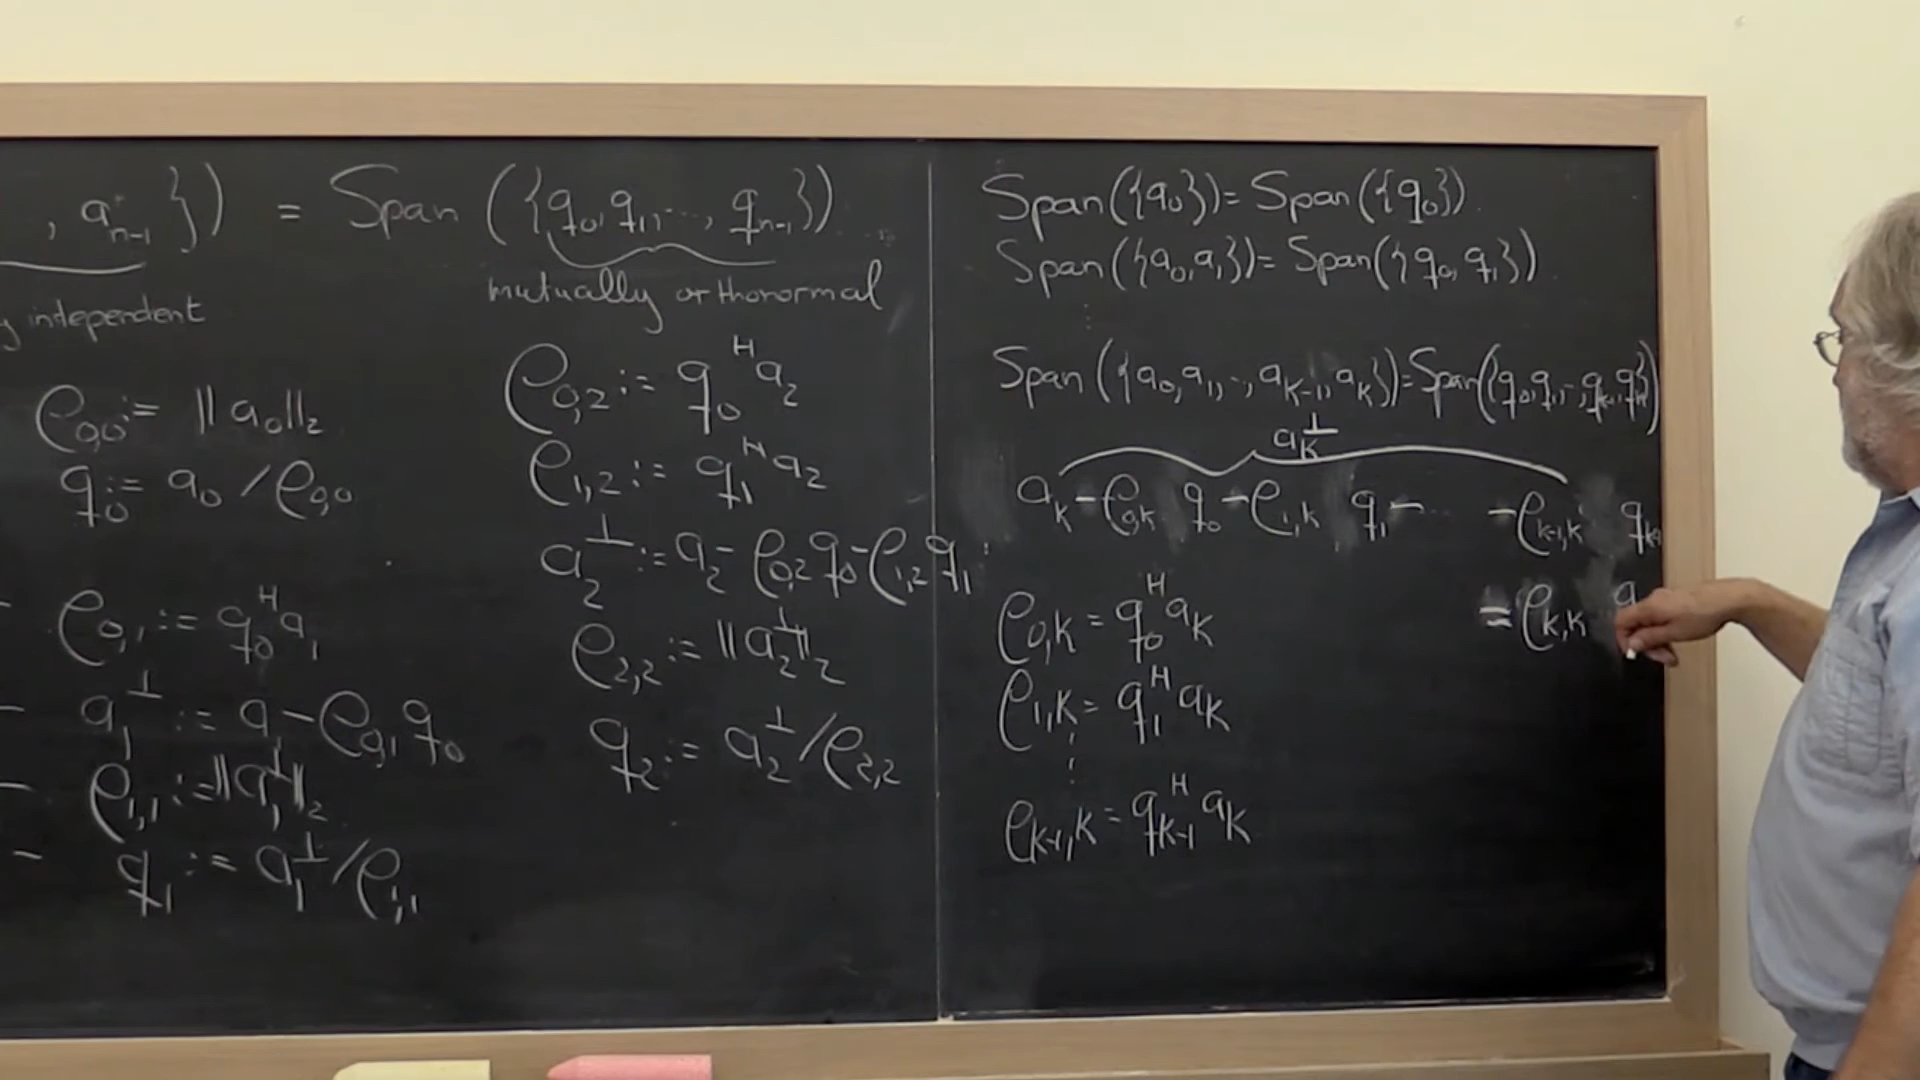 , a_{n-1} }) = Span ({q_0, q_1, ..., q_{n-1}})
independent
mutually orthonormal
ρ_{0,0} := ||a_0||_2
q_0 := a_0 / ρ_{0,0}
ρ_{0,1} := q_0^H a_1
a_1^⊥ := a_1 - ρ_{0,1} q_0
ρ_{1,1} := ||a_1^⊥||_2
q_1 := a_1^⊥ / ρ_{1,1}
ρ_{0,2} := q_0^H a_2
ρ_{1,2} := q_1^H a_2
a_2^⊥ := a_2 - ρ_{0,2} q_0 - ρ_{1,2} q_1
ρ_{2,2} := ||a_2^⊥||_2
q_2 := a_2^⊥ / ρ_{2,2}
Span({a_0}) = Span({q_0})
Span({a_0, a_1}) = Span({q_0, q_1})
⋮
Span({a_0, a_1, .., a_{k-1}, a_k}) = Span({q_0, q_1, .., q_{k-1}, q_k})
a_k^⊥
a_k - ρ_{0,k} q_0 - ρ_{1,k} q_1 - ... - ρ_{k-1,k} q_{k-1}
= ρ_{k,k} q
ρ_{0,k} = q_0^H a_k
ρ_{1,k} = q_1^H a_k
⋮
ρ_{k-1,k} = q_{k-1}^H a_k